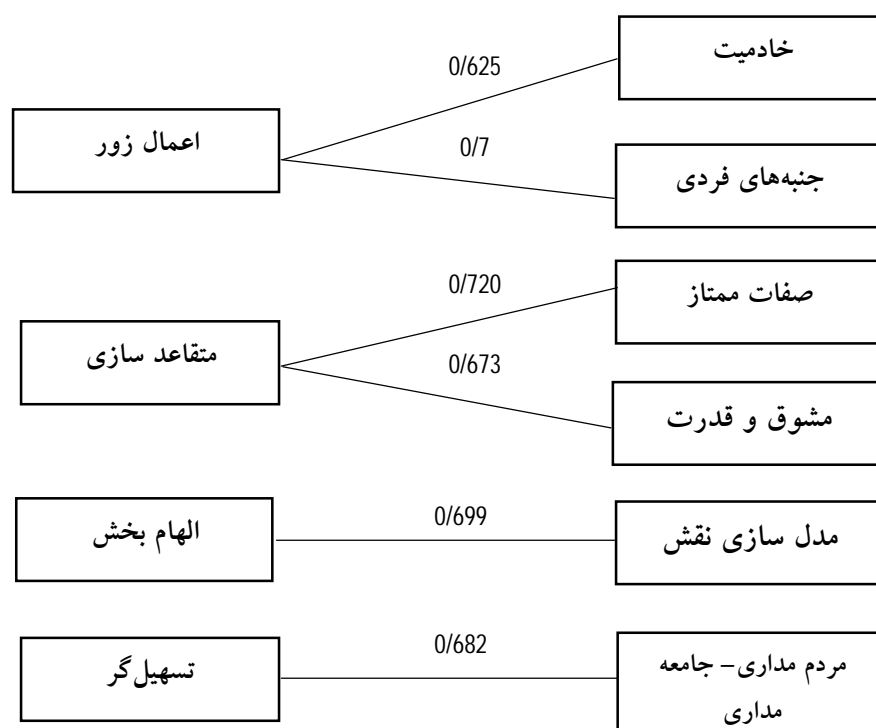 خادمیت
0/625
اعمال زور
0/7
جنبه‌های فردی
صفات ممتاز
0/720
متقاعد سازی
0/673
مشوق و قدرت
0/699
الهام بخش
مدل سازی نقش
0/682
تسهیل‌گر
مردم مداری– جامعه
مداری